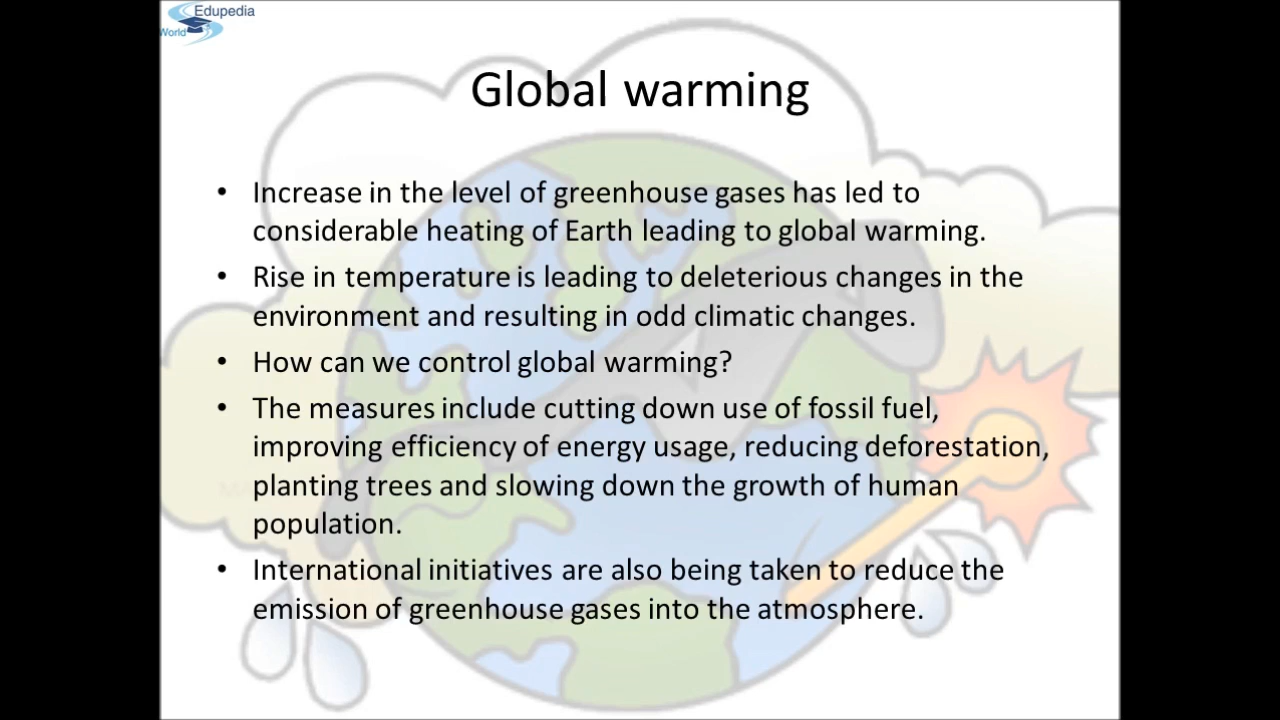 Edupedia
World
Global warming
• Increase in the level of greenhouse gases has led to
considerable heating of Earth leading to global warming.
• Rise in temperature is leading to deleterious changes in the
environment and resulting in odd climatic changes.
• How can we control global warming?
• The measures include cutting down use of fossil fuel,
improving efficiency of energy usage, reducing deforestation,
planting trees and slowing down the growth of human
population.
• International initiatives are also being taken to reduce the
emission of greenhouse gases into the atmosphere.